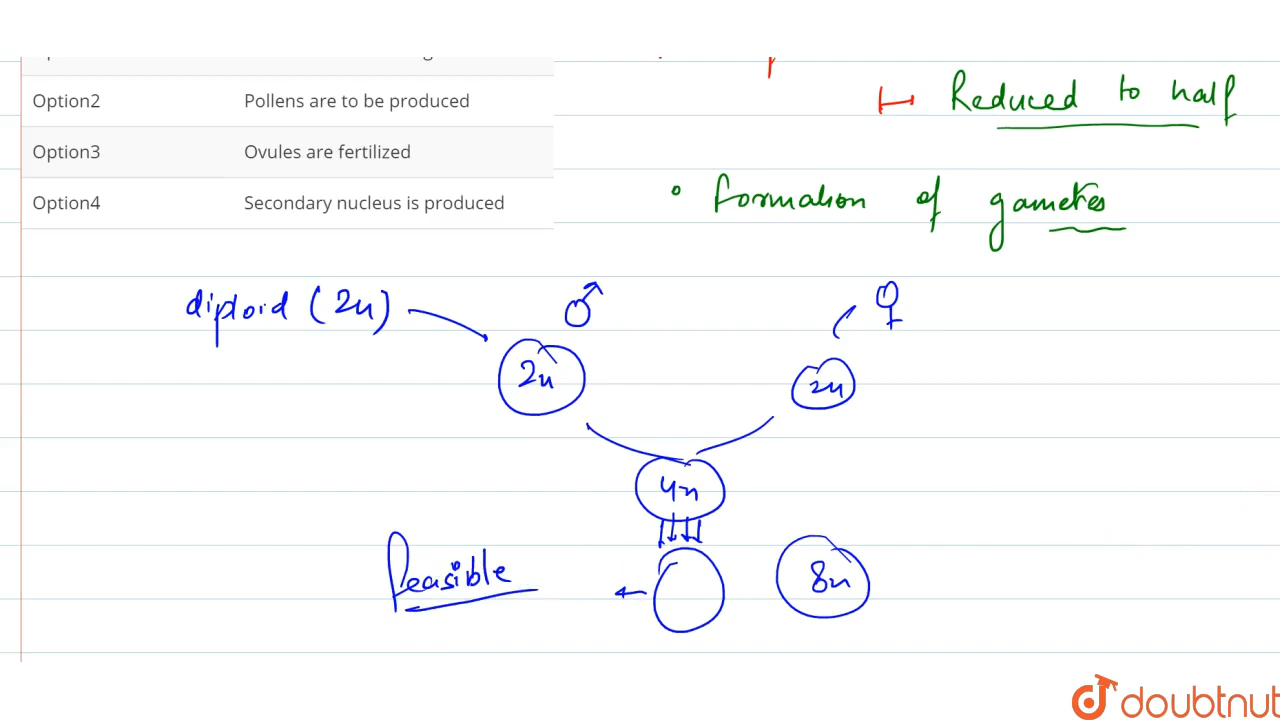 Option2 Pollens are to be produced
Reduced to half
Option3 Ovules are fertilized
Option4 Secondary nucleus is produced
• formation of gametes
diploid (2n) ♂ ♀
2n 2n
4n
feasible 8n
doubtnut